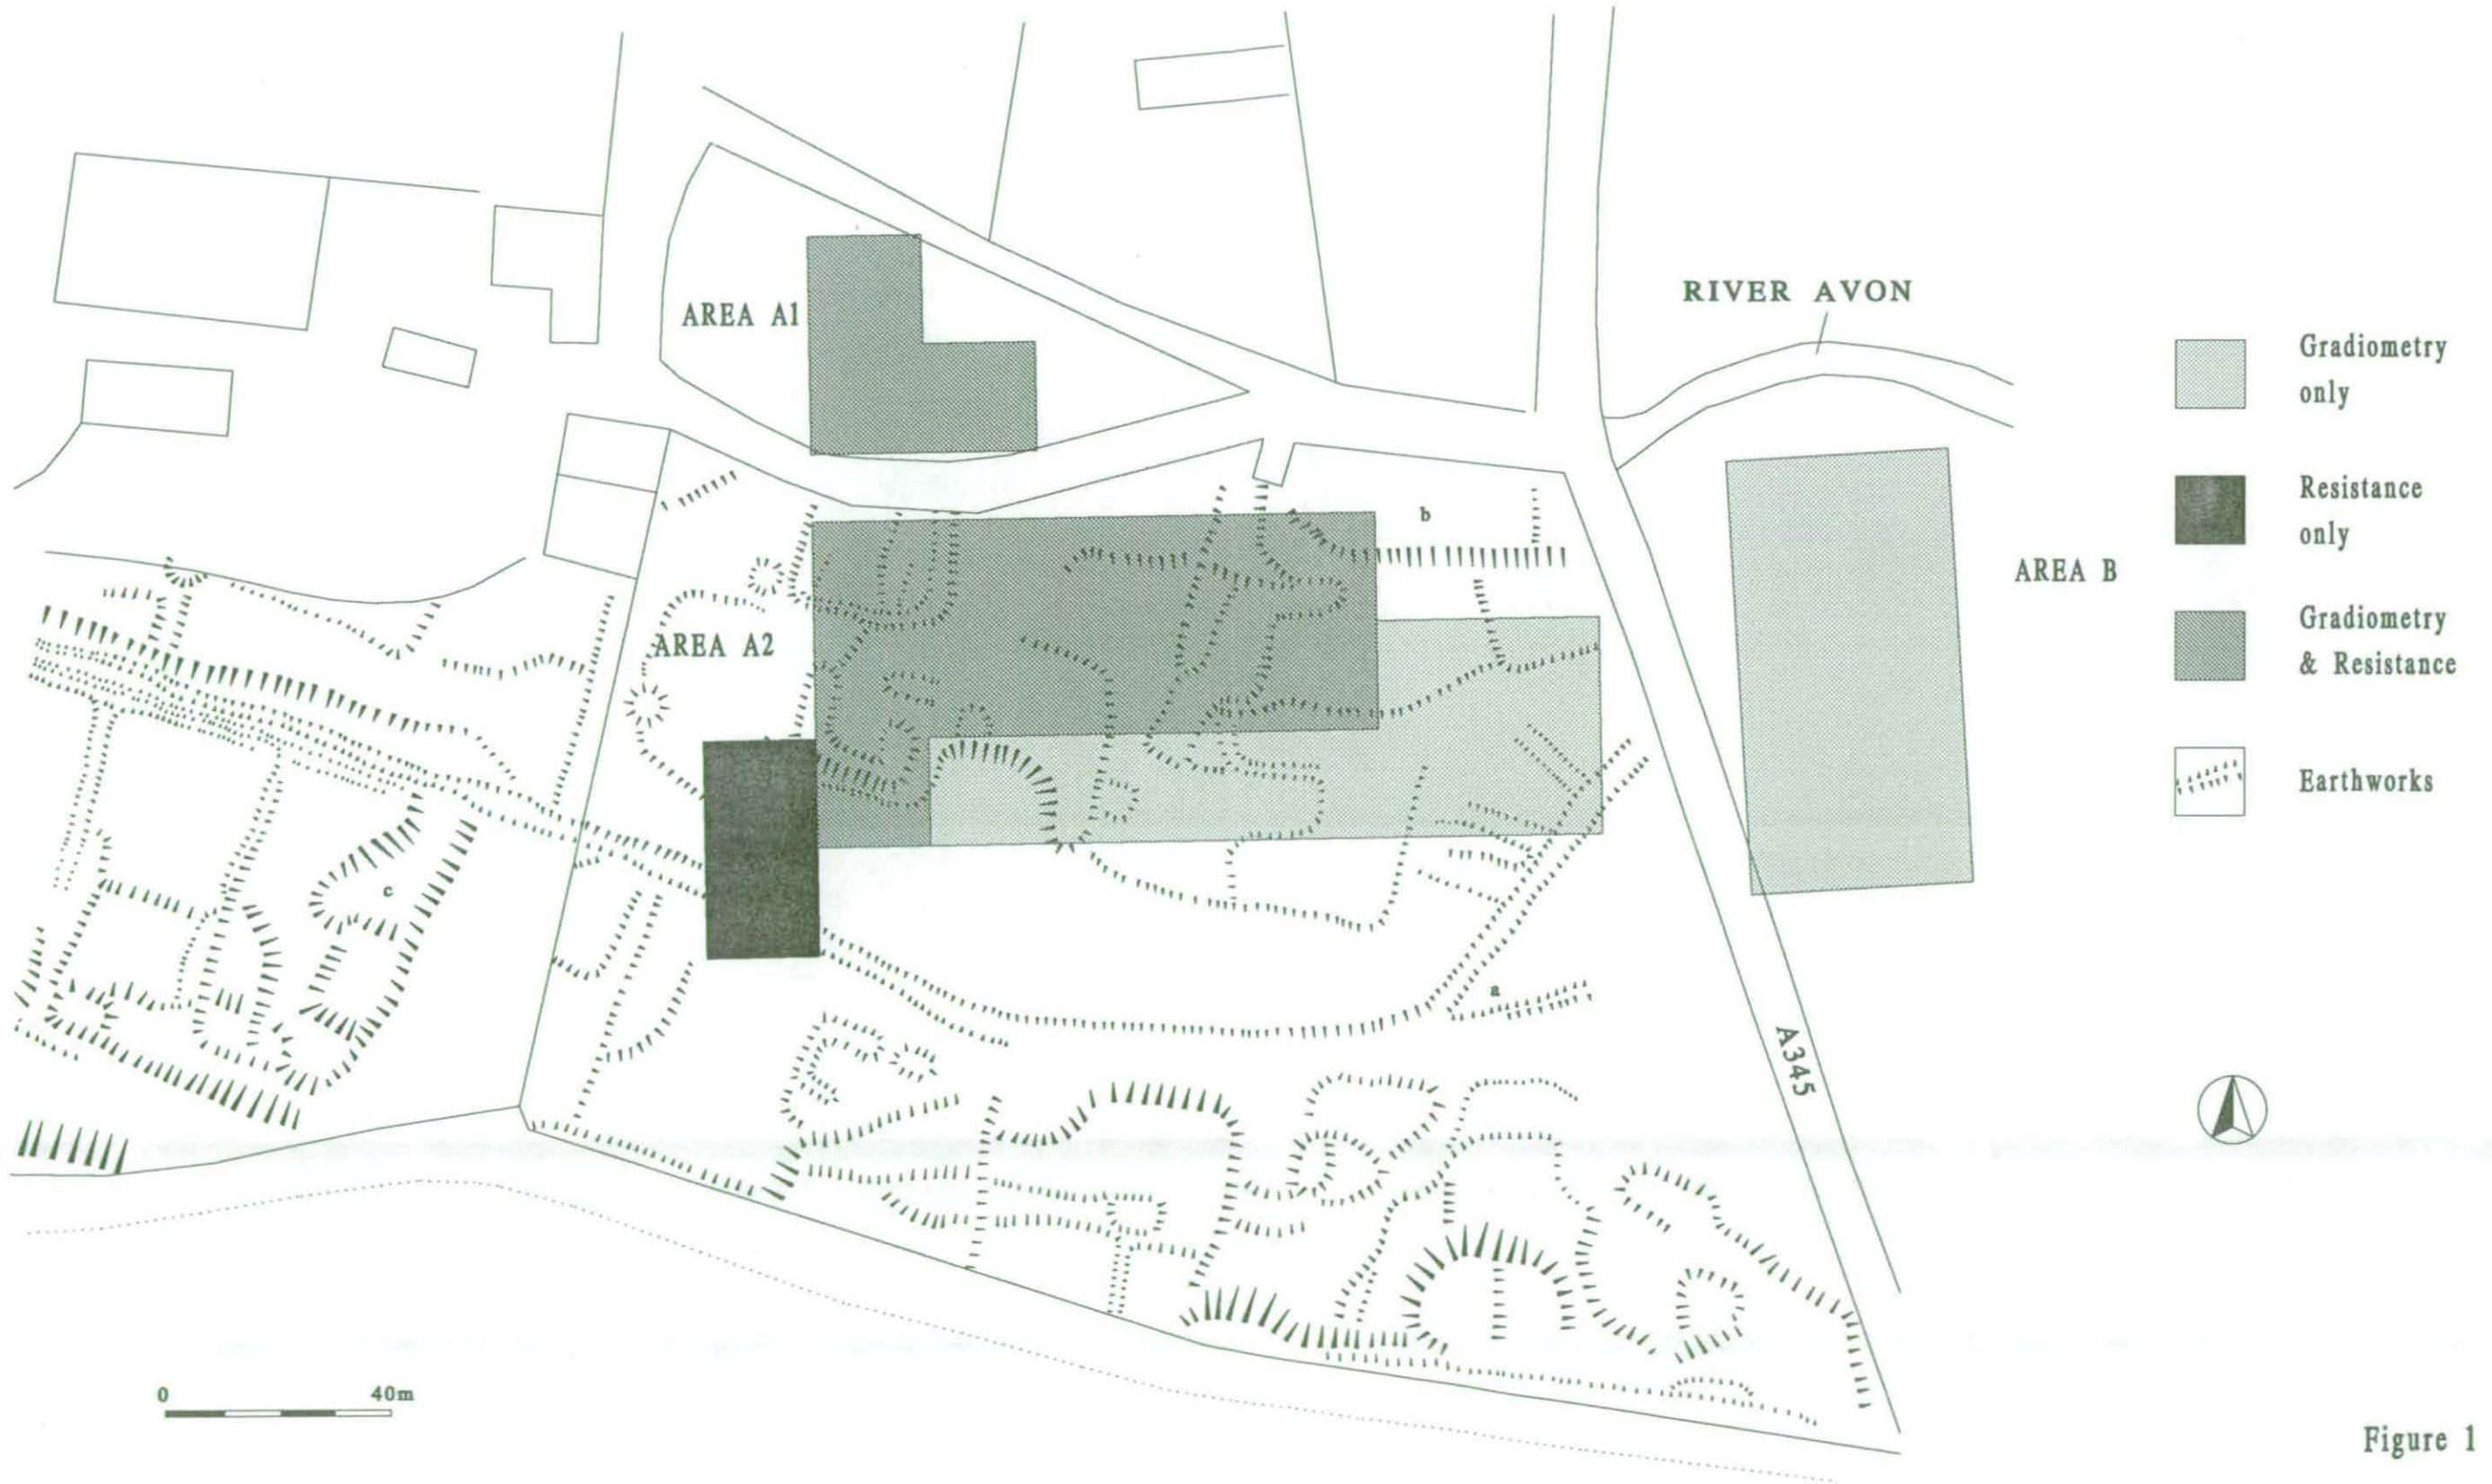 RIVER AVON
AREA A1
b
AREA B
AREA A2
c
a
A345
Gradiometry
only
Resistance
only
Gradiometry
& Resistance
Earthworks
0 40m
Figure 1